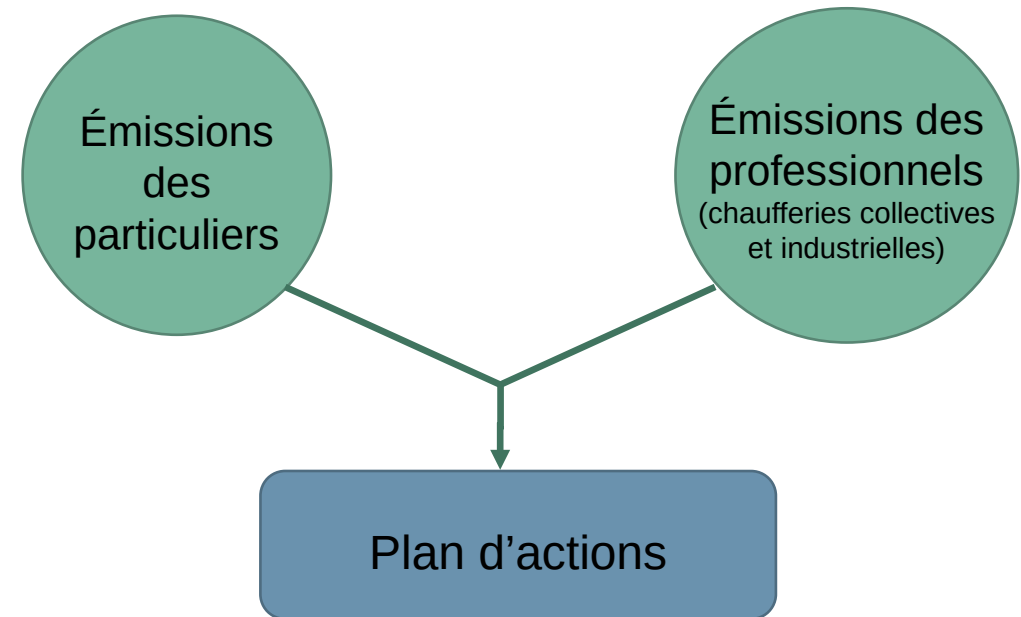 Émissions
des
particuliers
Émissions des
professionnels
(chaufferies collectives
et industrielles)
Plan d’actions